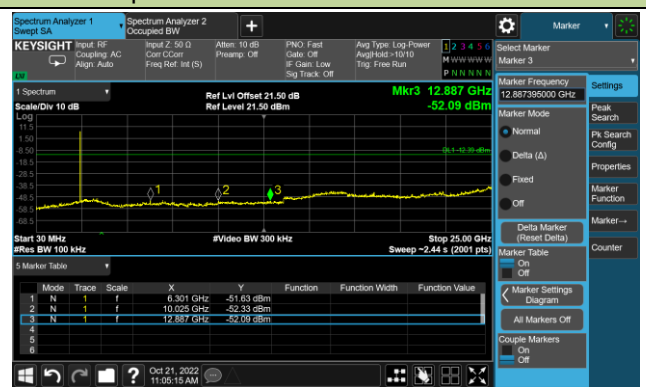 Spectrum Analyzer 1
Swept SA
Spectrum Analyzer 2
Occupied BW
Marker
KEYSIGHT
Input: RF
Coupling: AC
Align: Auto
Input Z: 50 Ω
Corr CCorr
Freq Ref: Int (S)
Atten: 10 dB
Preamp: Off
PNO: Fast
Gate: Off
IF Gain: Low
Sig Track: Off
Avg Type: Log-Power
Avg|Hold:>10/10
Trig: Free Run
1 2 3 4 5 6
M W W W W W
P N N N N N
LV
1 Spectrum
Scale/Div 10 dB
Ref Lvl Offset 21.50 dB
Ref Level 21.50 dBm
Mkr3 12.887 GHz
-52.09 dBm
Log
11.5
1.50
-8.50
-18.5
-28.5
-38.5
-48.5
-58.5
-68.5
DL1 -12.39 dBm
1
2
3
Start 30 MHz
#Res BW 100 kHz
#Video BW 300 kHz
Stop 25.00 GHz
Sweep ~2.44 s (2001 pts)
5 Marker Table
Mode Trace Scale X Y Function Function Width Function Value
1 N 1 f 6.301 GHz -51.63 dBm
2 N 1 f 10.025 GHz -52.33 dBm
3 N 1 f 12.887 GHz -52.09 dBm
4
5
6
Oct 21, 2022
11:05:15 AM
Select Marker
Marker 3
Marker Frequency
12.887395000 GHz
Marker Mode
Normal
Delta (Δ)
Fixed
Off
Delta Marker
(Reset Delta)
Marker Table
On
Off
Marker Settings
Diagram
All Markers Off
Couple Markers
On
Off
Settings
Peak
Search
Pk Search
Config
Properties
Marker
Function
Marker→
Counter